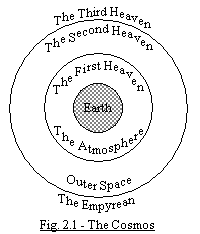 The Third Heaven
The Second Heaven
The First Heaven
Earth
The Atmosphere
Outer Space
The Empyrean
Fig. 2.1 - The Cosmos